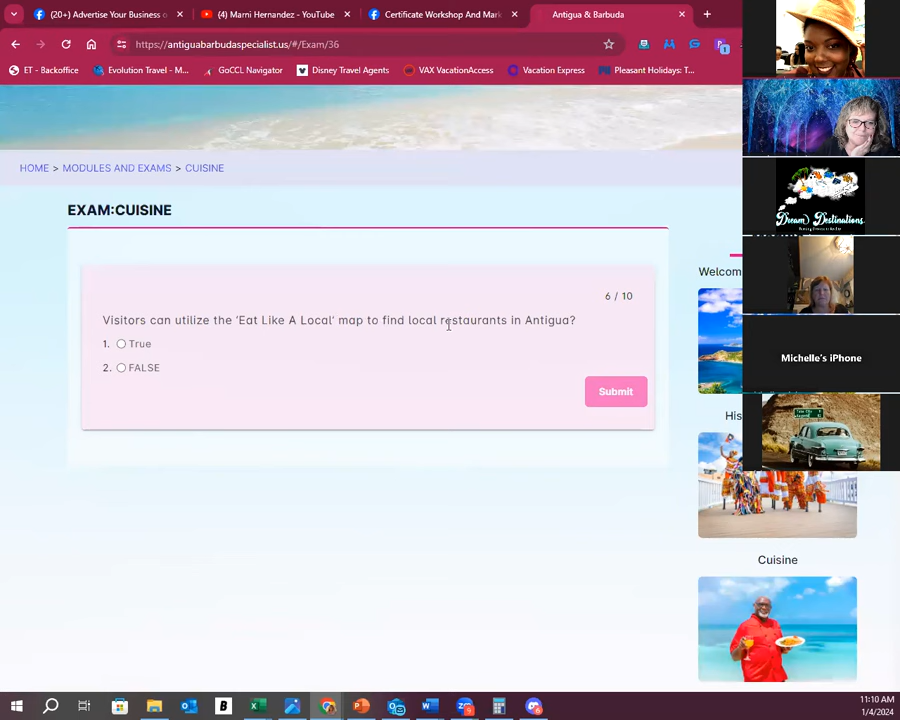 (20+) Advertise Your Business o
(4) Marni Hernandez - YouTube
Certificate Workshop And Mark
Antigua & Barbuda
https://antiguabarbudaspecialist.us/#/Exam/36
ET - Backoffice
Evolution Travel - M...
GoCCL Navigator
Disney Travel Agents
VAX VacationAccess
Vacation Express
Pleasant Holidays: T...
HOME > MODULES AND EXAMS > CUISINE
EXAM:CUISINE
6 / 10
Visitors can utilize the 'Eat Like A Local' map to find local restaurants in Antigua?
1. True
2. FALSE
Submit
Welcom
His
Cuisine
Dream Destinations
Michelle's iPhone
11:10 AM
1/4/2024